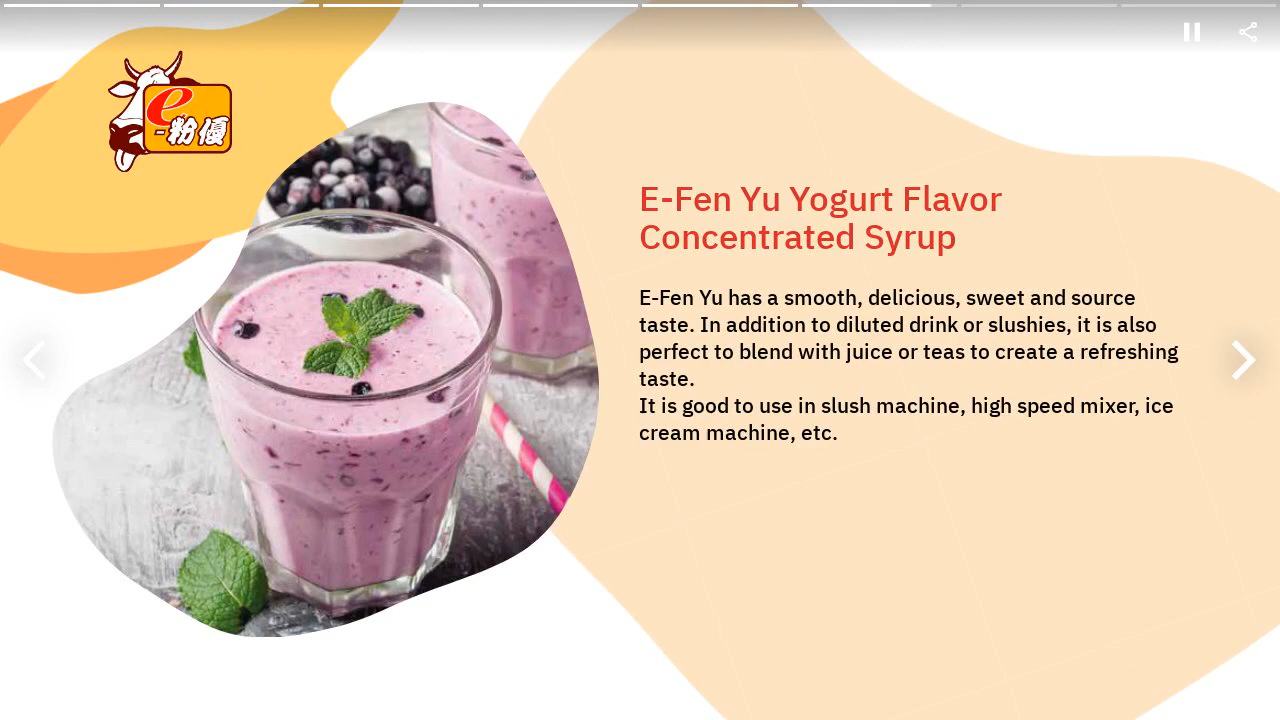 e
-粉優
E-Fen Yu Yogurt Flavor
Concentrated Syrup
E-Fen Yu has a smooth, delicious, sweet and source
taste. In addition to diluted drink or slushies, it is also
perfect to blend with juice or teas to create a refreshing
taste.
It is good to use in slush machine, high speed mixer, ice
cream machine, etc.